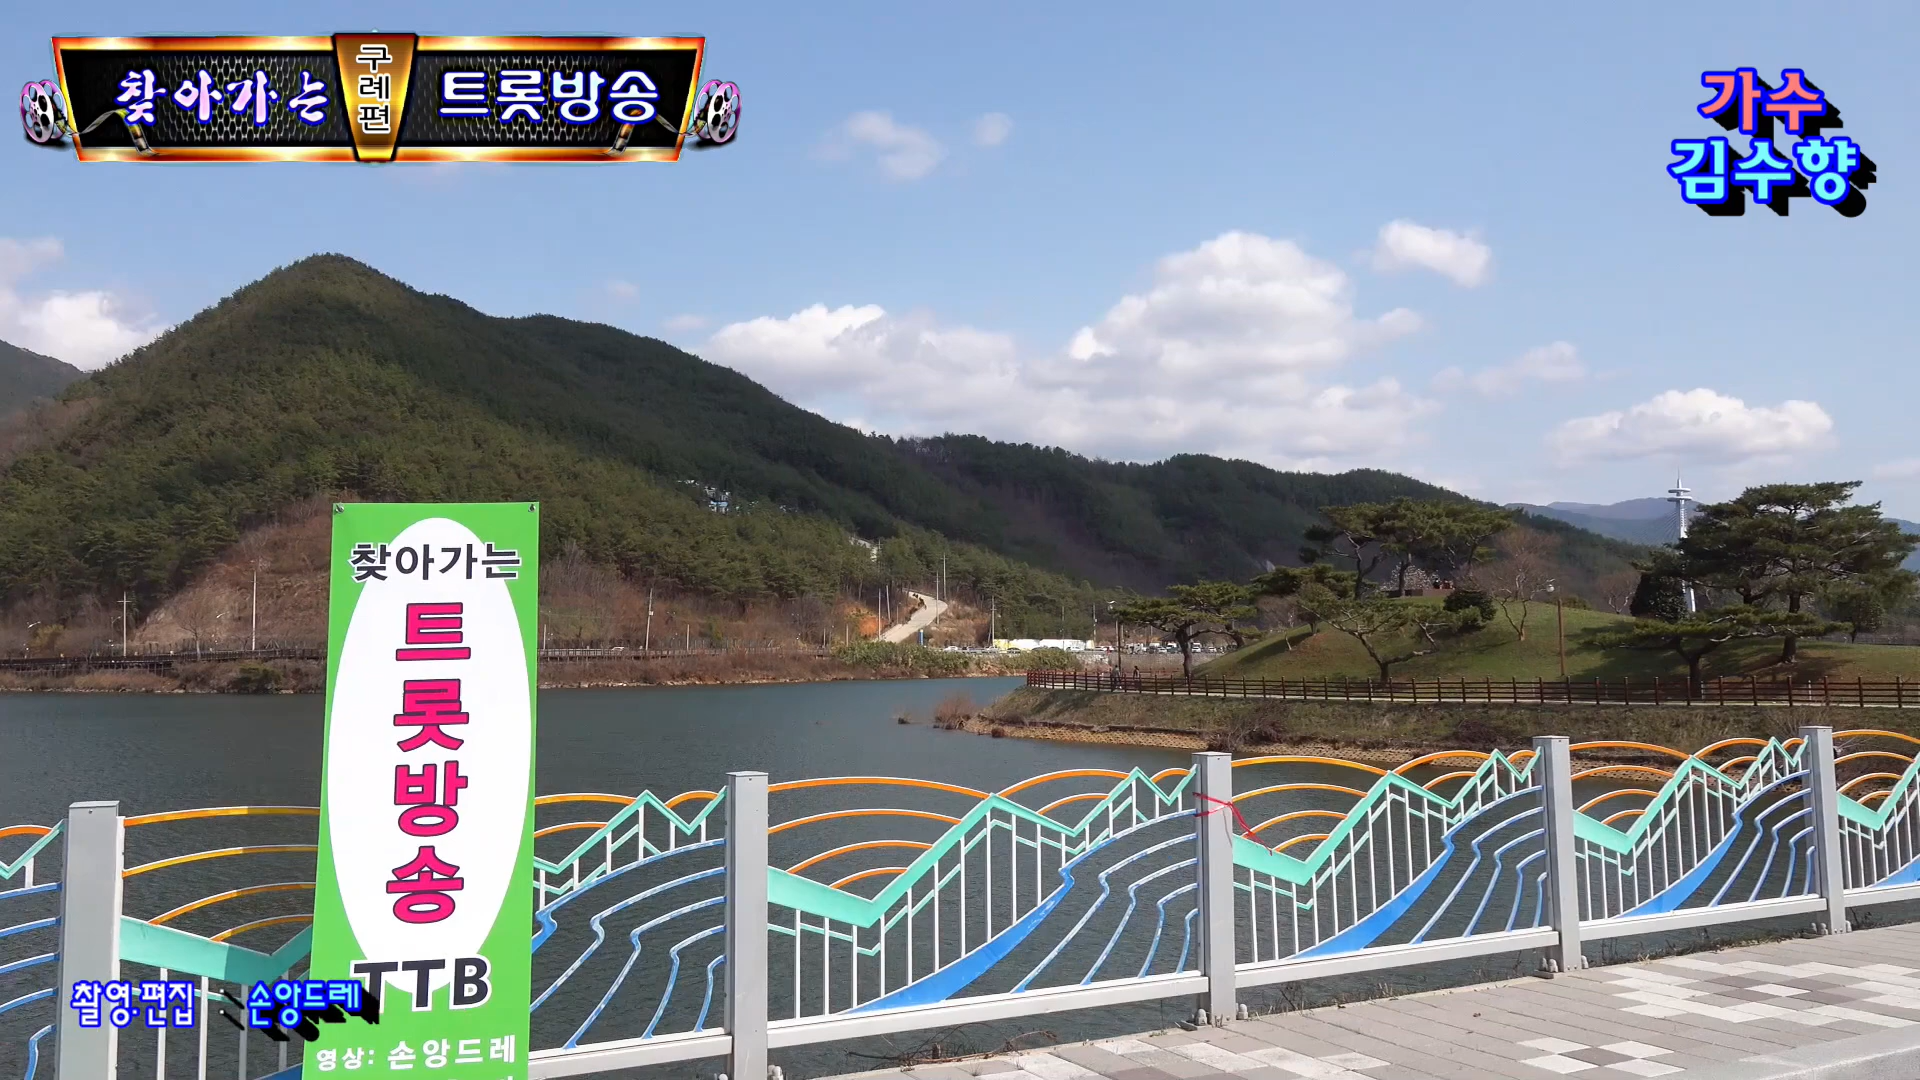 찾아가는 구례편 트롯방송
가수
김수향
찾아가는
트롯방송
TTB
영상: 손앙드레
촬영·편집 : 손앙드레